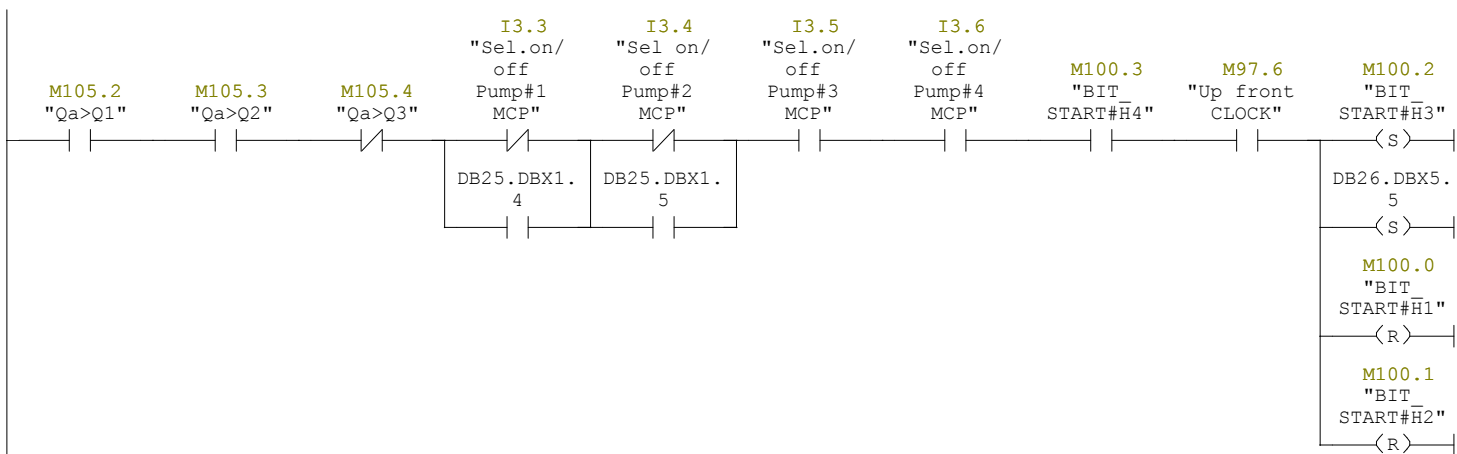 I3.3
"Sel.on/
off
Pump#1
MCP"
I3.4
"Sel on/
off
Pump#2
MCP"
I3.5
"Sel.on/
off
Pump#3
MCP"
I3.6
"Sel.on/
off
Pump#4
MCP"
M105.2
"Qa>Q1"
M105.3
"Qa>Q2"
M105.4
"Qa>Q3"
M100.3
"BIT_
START#H4"
M97.6
"Up front
CLOCK"
M100.2
"BIT_
START#H3"
S
DB25.DBX1.
4
DB25.DBX1.
5
DB26.DBX5.
5
S
M100.0
"BIT_
START#H1"
R
M100.1
"BIT_
START#H2"
R